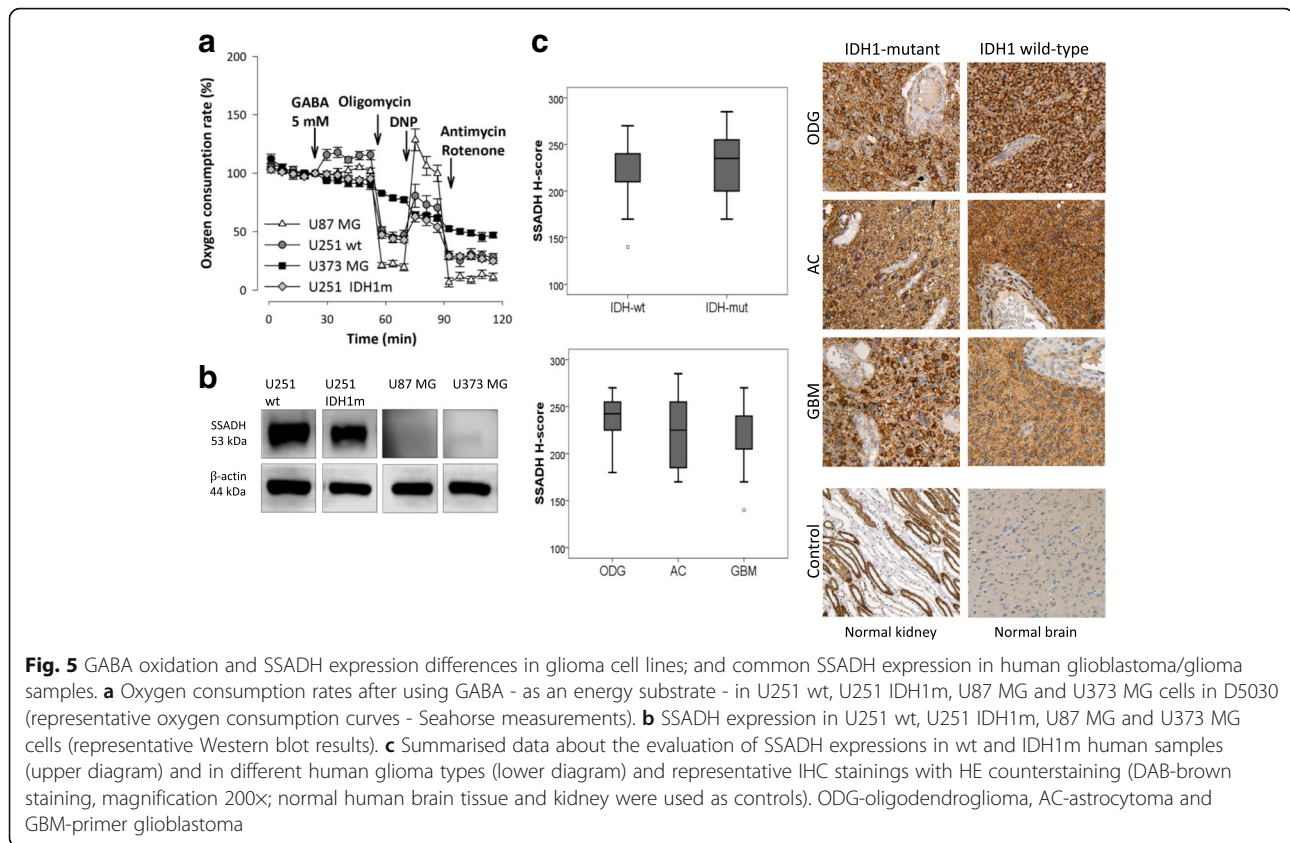 a
Oxygen consumption rate (%)
200
150
100
50
0
GABA
5 mM
Oligomycin
DNP
Antimycin
Rotenone
U87 MG
U251 wt
U373 MG
U251 IDH1m
0
30
60
90
120
Time (min)
b
U251
wt
U251
IDH1m
U87 MG
U373 MG
SSADH
53 kDa
β-actin
44 kDa
c
SSADH H-score
300
250
200
140
100
IDH-wt
IDH-mut
SSADH H-score
300
250
200
150
100
ODG
AC
GBM
IDH1-mutant
IDH1 wild-type
ODG
AC
GBM
Control
Normal kidney
Normal brain
Fig. 5 GABA oxidation and SSADH expression differences in glioma cell lines; and common SSADH expression in human glioblastoma/glioma
samples. a Oxygen consumption rates after using GABA - as an energy substrate - in U251 wt, U251 IDH1m, U87 MG and U373 MG cells in D5030
(representative oxygen consumption curves - Seahorse measurements). b SSADH expression in U251 wt, U251 IDH1m, U87 MG and U373 MG
cells (representative Western blot results). c Summarised data about the evaluation of SSADH expressions in wt and IDH1m human samples
(upper diagram) and in different human glioma types (lower diagram) and representative IHC stainings with HE counterstaining (DAB-brown
staining, magnification 200×; normal human brain tissue and kidney were used as controls). ODG-oligodendroglioma, AC-astrocytoma and
GBM-primer glioblastoma